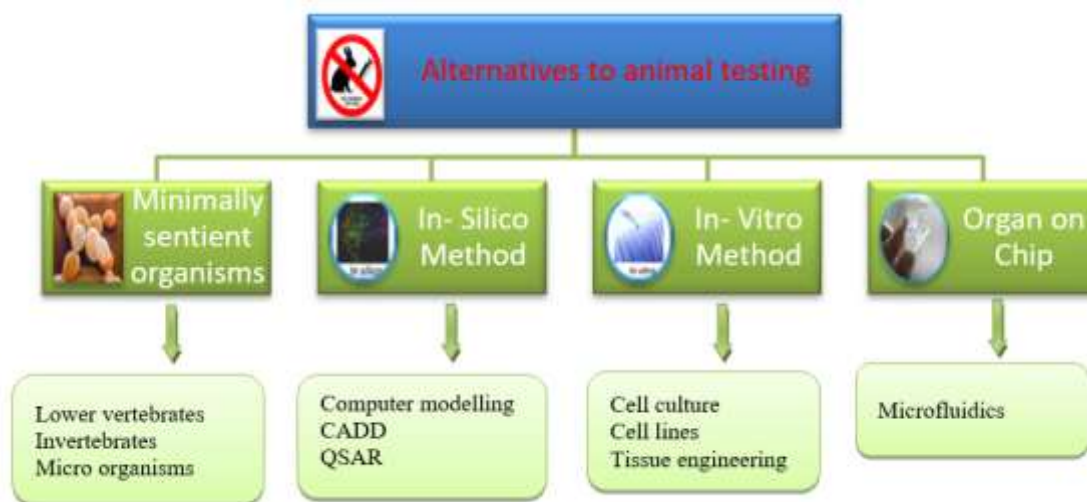 Alternatives to animal testing
Minimally
sentient
organisms
In- Silico
Method
In- Vitro
Method
Organ on
Chip
Lower vertebrates
Invertebrates
Micro organisms
Computer modelling
CADD
QSAR
Cell culture
Cell lines
Tissue engineering
Microfluidics